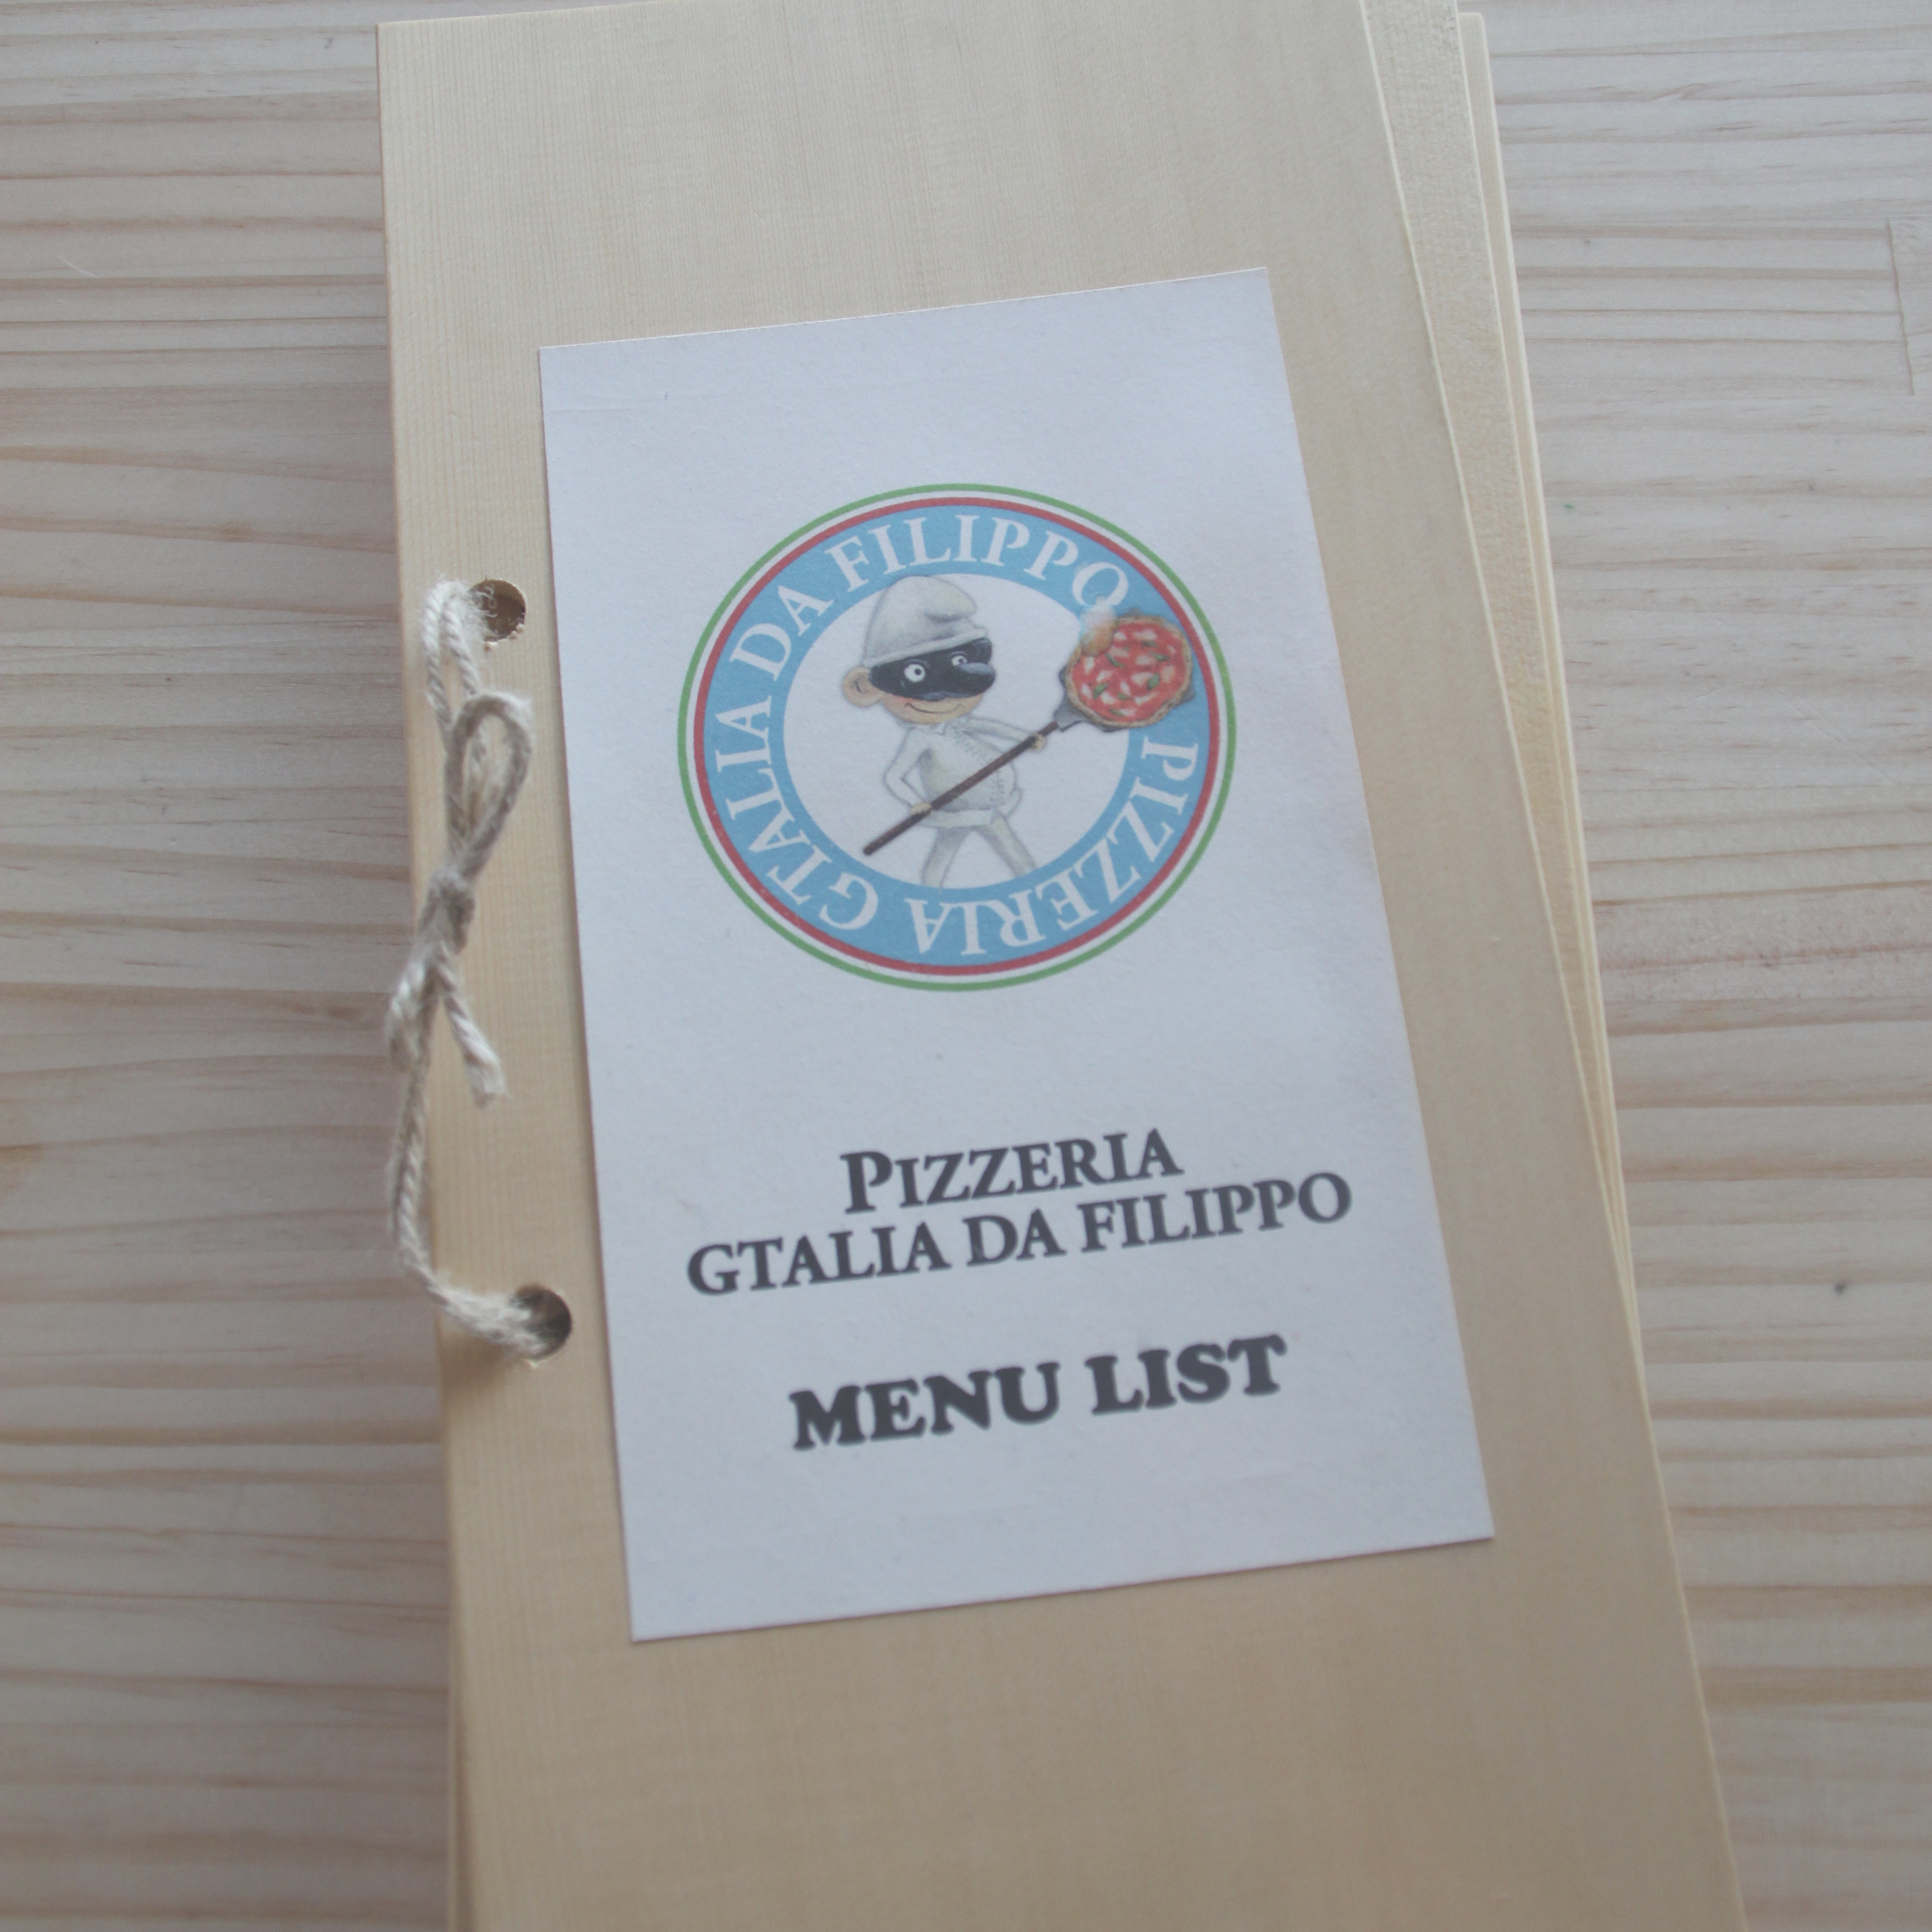 GTALIA DA FILIPPO PIZZERIA
PIZZERIA
GTALIA DA FILIPPO
MENU LIST